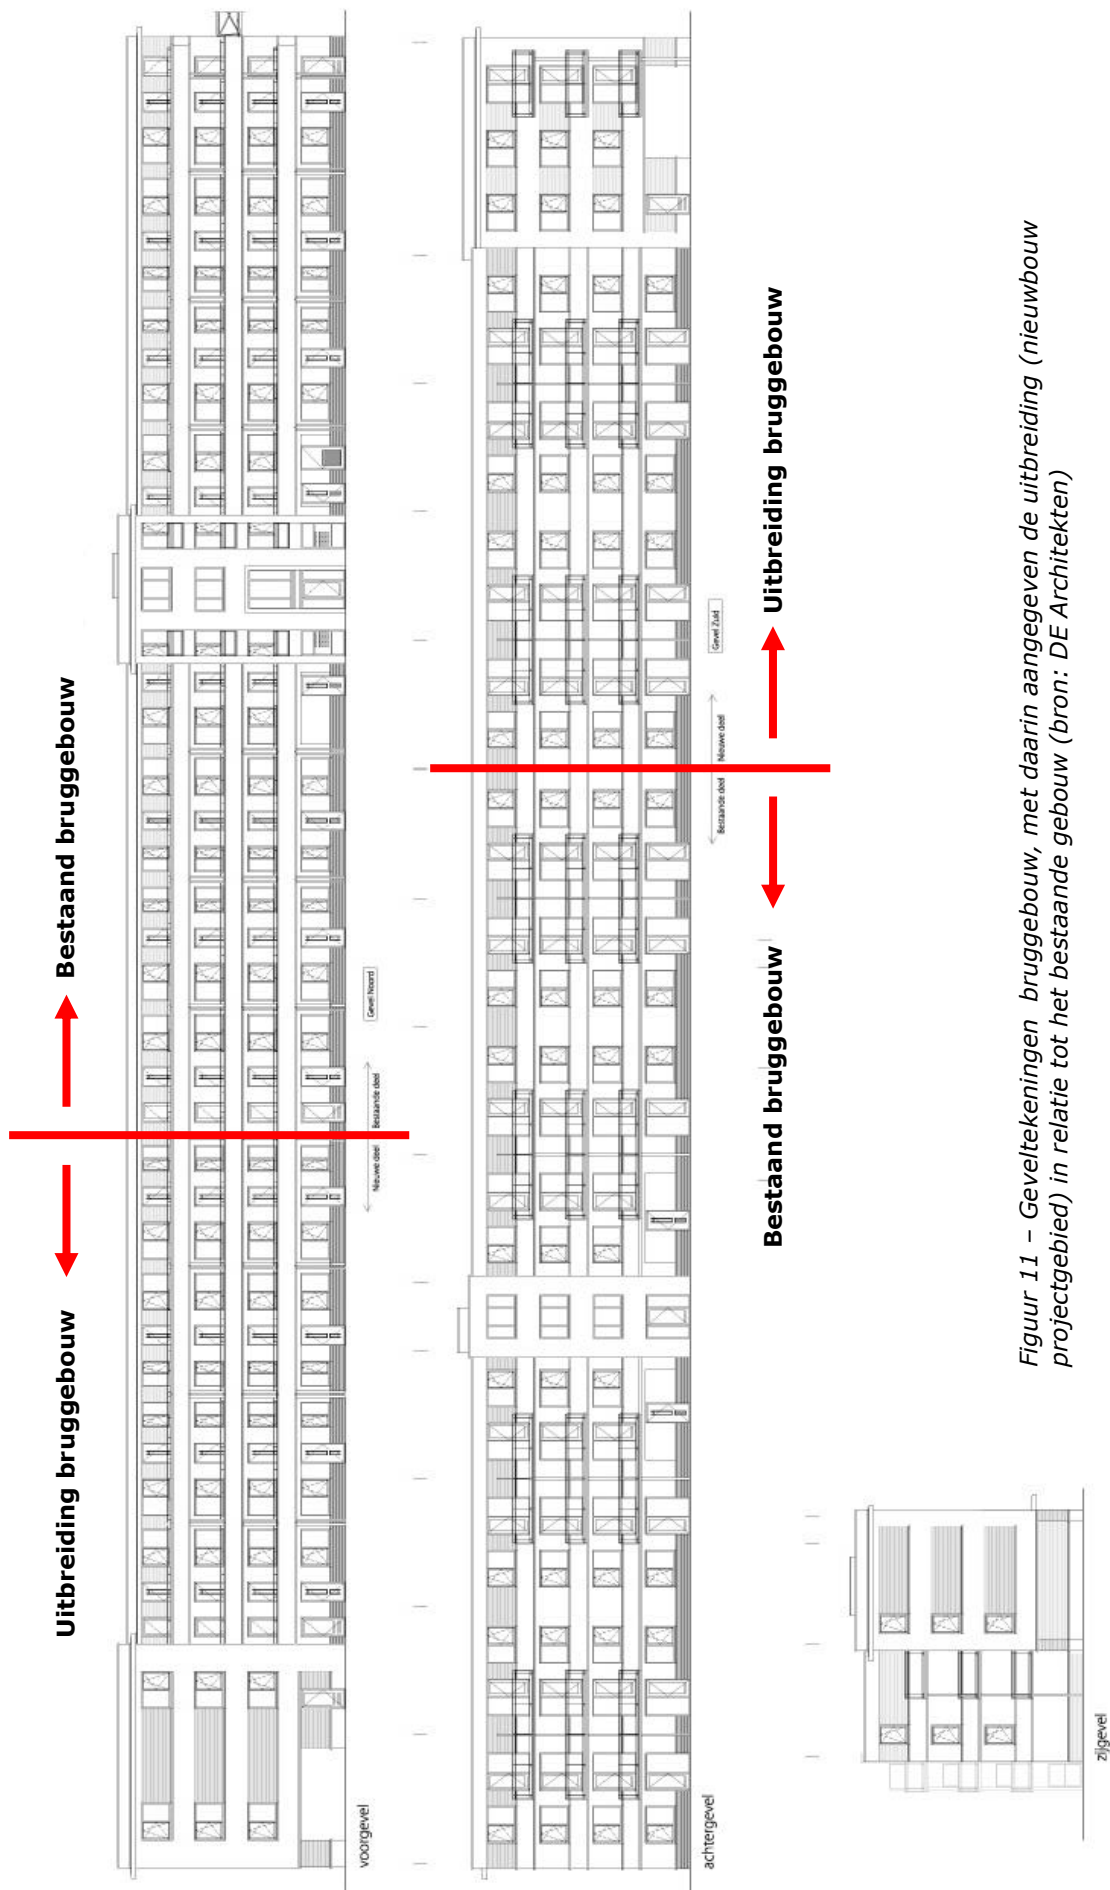 Uitbreiding bruggebouw
Bestaand bruggebouw
Nieuwe deel
Bestaande deel
Gevel Noord
voorgevel
Bestaande deel
Nieuwe deel
Gevel Zuid
achtergevel
Bestaand bruggebouw
Uitbreiding bruggebouw
zijgevel
Figuur 11 – Geveltekeningen bruggebouw, met daarin aangegeven de uitbreiding (nieuwbouw
projectgebied) in relatie tot het bestaande gebouw (bron: DE Architekten)